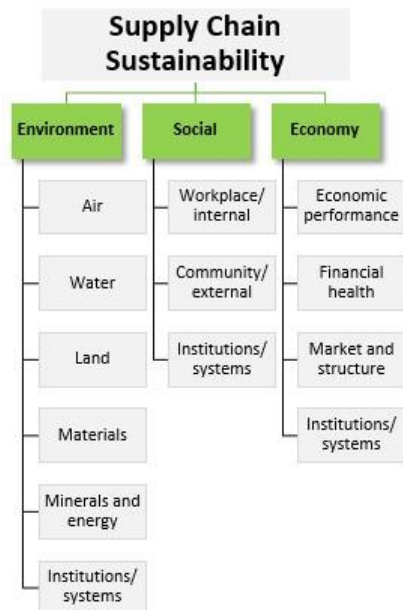 Supply Chain
Sustainability
Environment
Social
Economy
Air
Water
Land
Materials
Minerals and
energy
Institutions/
systems
Workplace/
internal
Community/
external
Institutions/
systems
Economic
performance
Financial
health
Market and
structure
Institutions/
systems